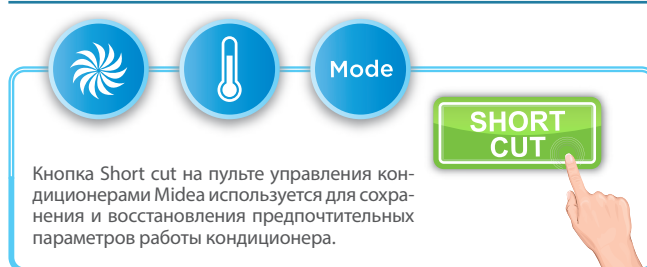 Mode
SHORT
CUT
Кнопка Short cut на пульте управления кон-
диционерами Midea используется для сохра-
нения и восстановления предпочтительных
параметров работы кондиционера.